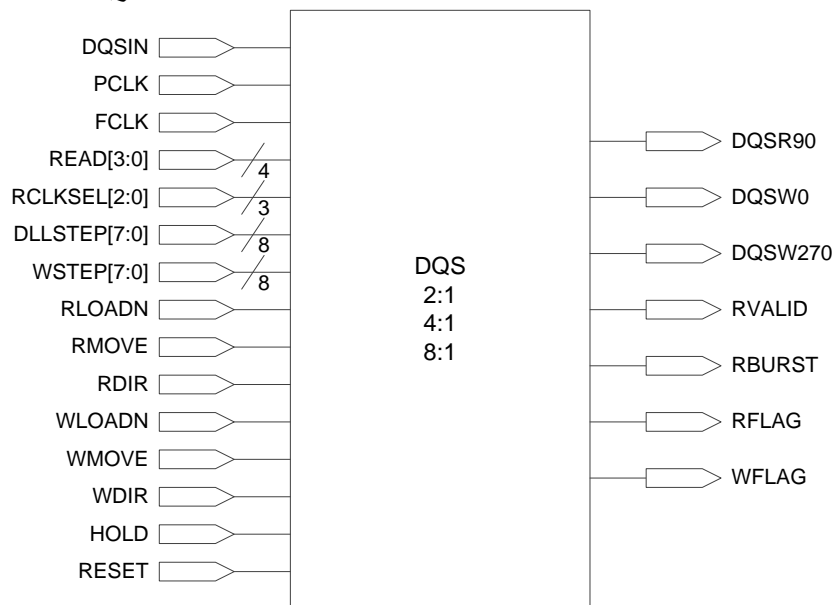 DQSIN
PCLK
FCLK
READ[3:0]
4
RCLKSEL[2:0]
3
DLLSTEP[7:0]
8
WSTEP[7:0]
8
RLOADN
RMOVE
RDIR
WLOADN
WMOVE
WDIR
HOLD
RESET
DQS
2:1
4:1
8:1
DQSR90
DQSW0
DQSW270
RVALID
RBURST
RFLAG
WFLAG